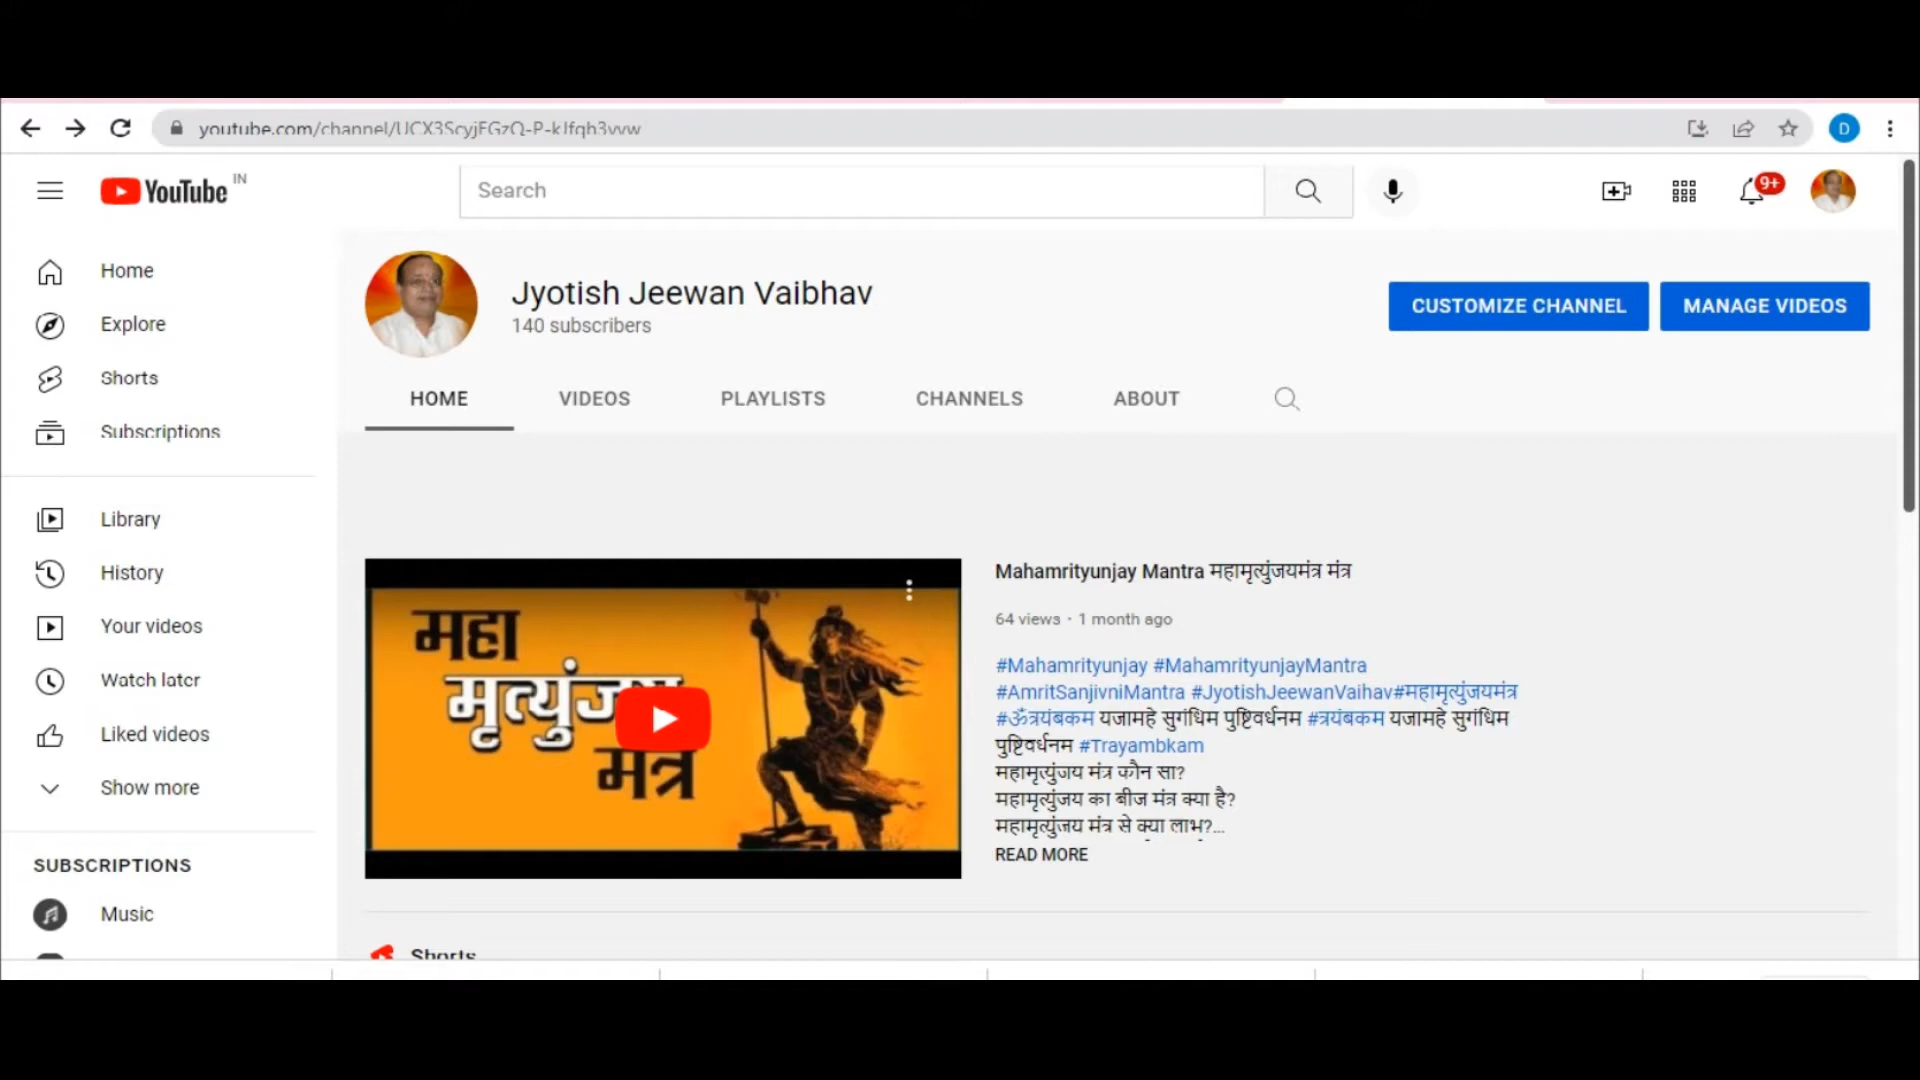 youtube.com/channel/UCX3ScyjFGzQ-P-kJfqh3vvw
D
YouTube IN
Search
9+
Home
Explore
Shorts
Subscriptions
Library
History
Your videos
Watch later
Liked videos
Show more
SUBSCRIPTIONS
Music
Jyotish Jeewan Vaibhav
140 subscribers
CUSTOMIZE CHANNEL
MANAGE VIDEOS
HOME VIDEOS PLAYLISTS CHANNELS ABOUT
महा
मृत्युंजय
मंत्र
Mahamrityunjay Mantra महामृत्युंजयमंत्र मंत्र
64 views • 1 month ago
#Mahamrityunjay #MahamrityunjayMantra
#AmritSanjivniMantra #JyotishJeewanVaihav#महामृत्युंजयमंत्र
#ॐत्रयंबकम यजामहे सुगंधिम पुष्टिवर्धनम #त्रयंबकम यजामहे सुगंधिम
पुष्टिवर्धनम #Trayambkam
महामृत्युंजय मंत्र कौन सा?
महामृत्युंजय का बीज मंत्र क्या है?
महामृत्युंजय मंत्र से क्या लाभ?...
READ MORE
Shorts